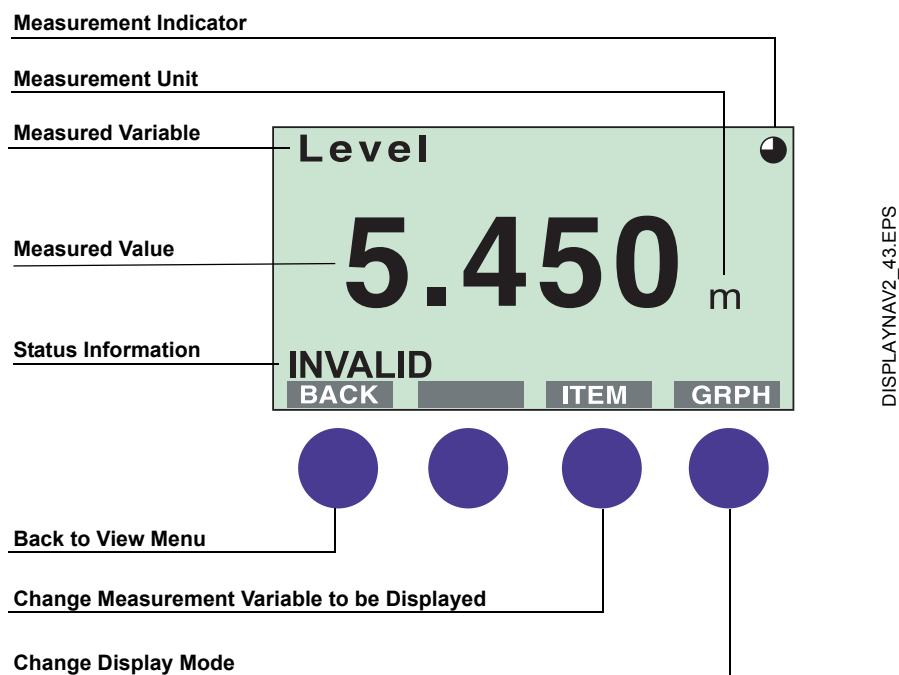 Measurement Indicator
Measurement Unit
Measured Variable
Level
Measured Value
5.450 m
Status Information
INVALID
BACK ITEM GRPH
Back to View Menu
Change Measurement Variable to be Displayed
Change Display Mode
DISPLAYNAV2_43.EPS